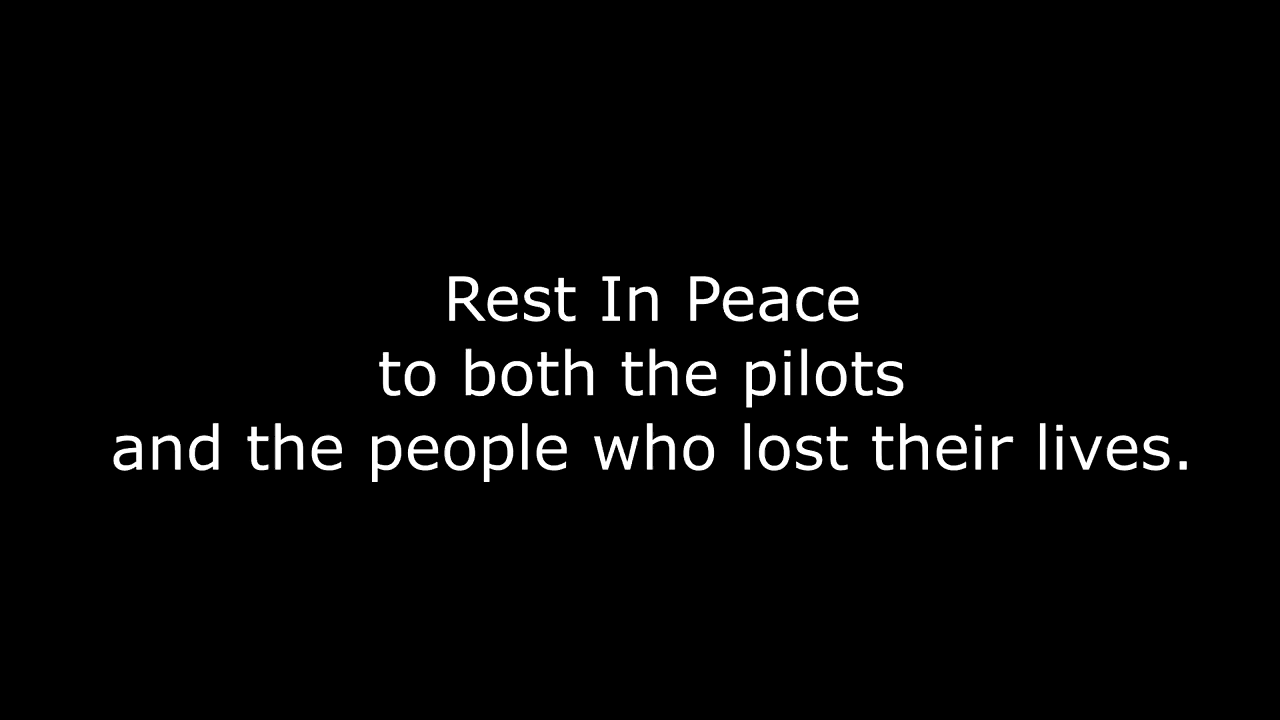 Rest In Peace
to both the pilots
and the people who lost their lives.